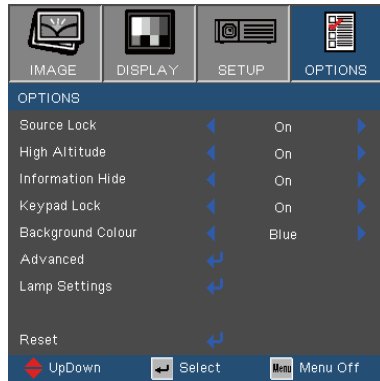 IMAGE DISPLAY SETUP OPTIONS
OPTIONS
Source Lock On
High Altitude On
Information Hide On
Keypad Lock On
Background Colour Blue
Advanced
Lamp Settings
Reset
UpDown Select Menu Menu Off